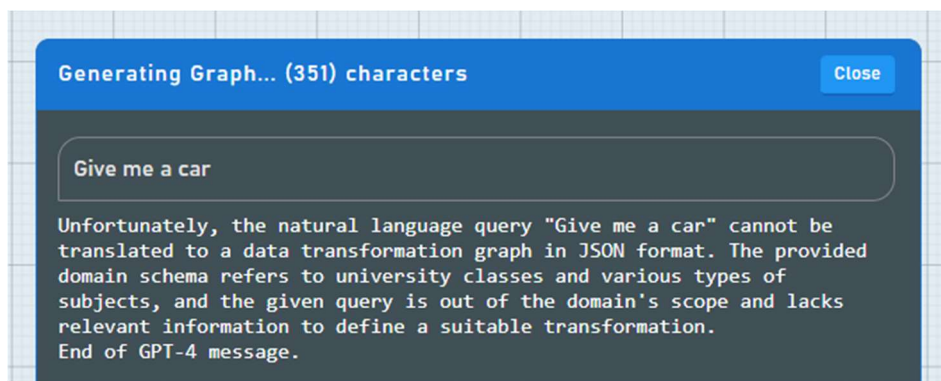 Generating Graph... (351) characters
Close
Give me a car
Unfortunately, the natural language query "Give me a car" cannot be
translated to a data transformation graph in JSON format. The provided
domain schema refers to university classes and various types of
subjects, and the given query is out of the domain's scope and lacks
relevant information to define a suitable transformation.
End of GPT-4 message.